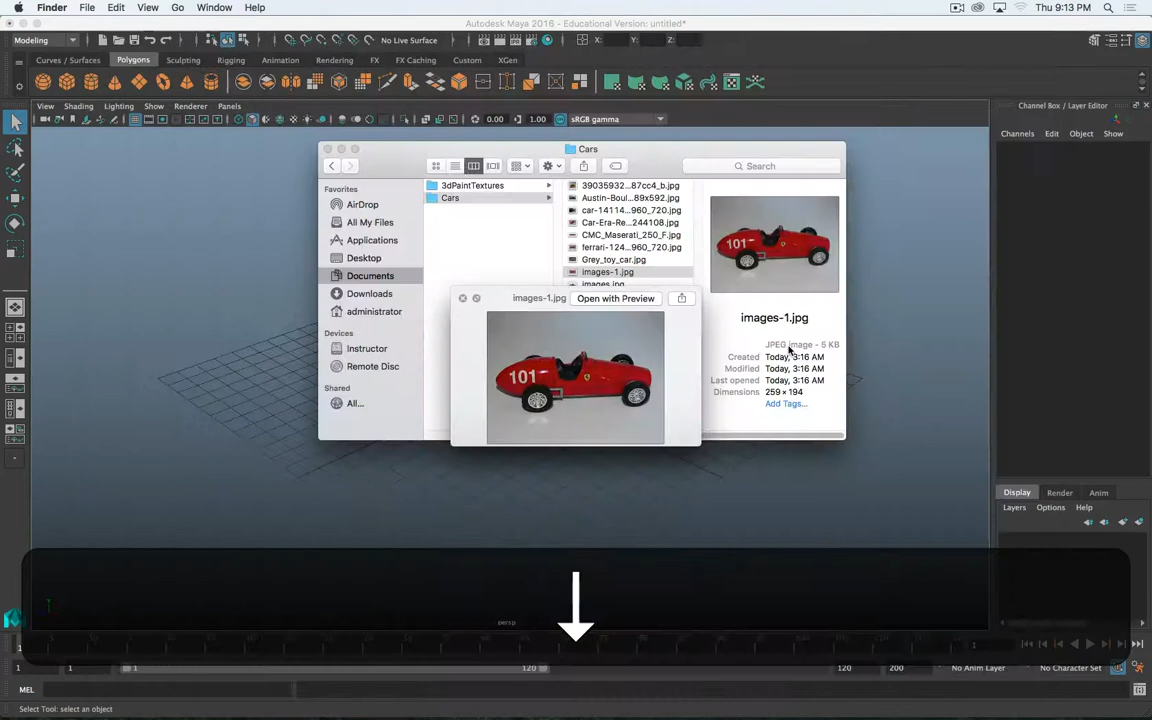 Finder File Edit View Go Window Help
Thu 9:13 PM
Autodesk Maya 2016 - Educational Version: untitled*
Modeling
No Live Surface
X:
Y:
Z:
Curves / Surfaces Polygons Sculpting Rigging Animation Rendering FX FX Caching Custom XGen
View Shading Lighting Show Renderer Panels
0.00
1.00
sRGB gamma
Channel Box / Layer Editor
Channels Edit Object Show
Cars
Search
Favorites
AirDrop
All My Files
Applications
Desktop
Documents
Downloads
administrator
Devices
Instructor
Remote Disc
Shared
All...
3dPaintTextures
Cars
39035932...87cc4_b.jpg
Austin-Boul...89x592.jpg
car-14114...960_720.jpg
Car-Era-Re...244108.jpg
CMC_Maserati_250_F.jpg
ferrari-124...960_720.jpg
Grey_toy_car.jpg
images-1.jpg
images.jpg
101
images-1.jpg
JPEG image - 5 KB
Created Today, 3:16 AM
Modified Today, 3:16 AM
Last opened Today, 3:16 AM
Dimensions 259 × 194
Add Tags...
images-1.jpg
Open with Preview
101
Display Render Anim
Layers Options Help
persp
1
1
1
1
120
120
200
No Anim Layer
No Character Set
MEL
Select Tool: select an object